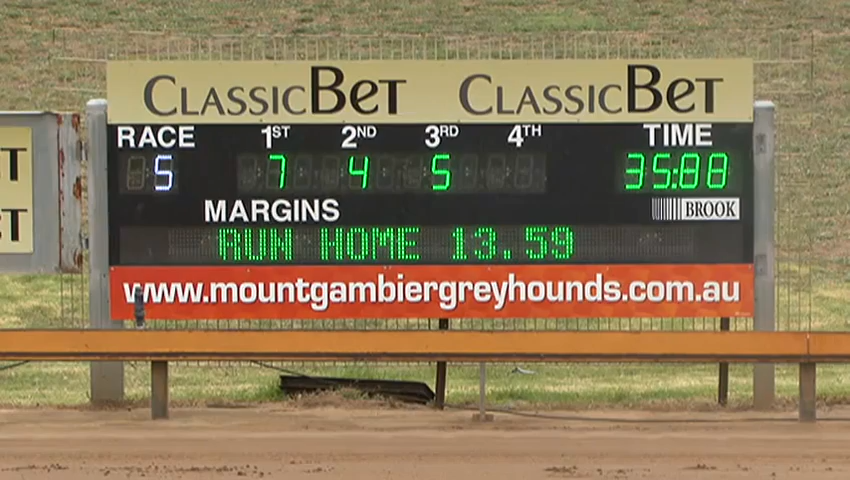 CLASSICBET CLASSICBET
RACE 1ST 2ND 3RD 4TH TIME
5 7 4 5 35:88
MARGINS BROOK
RUN HOME 13.59
www.mountgambiergreyhounds.com.au
T
CT